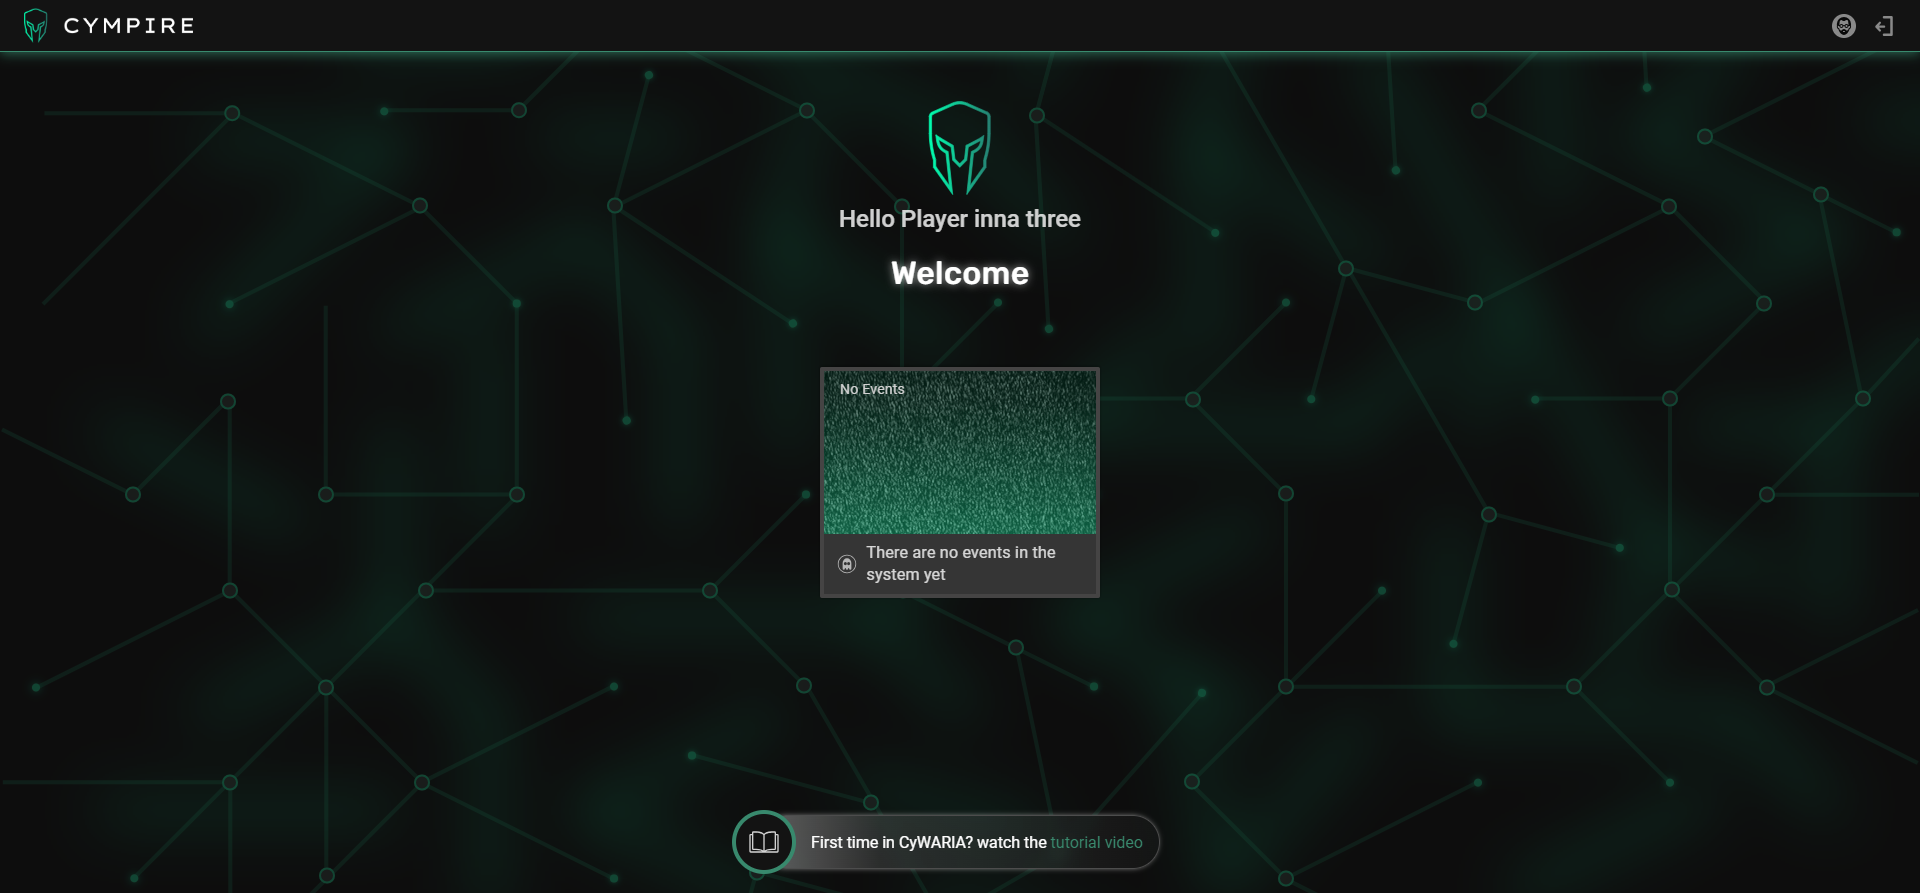 CYMPIRE
Hello Player inna three
Welcome
No Events
There are no events in the
system yet
First time in CyWARIA? watch the tutorial video